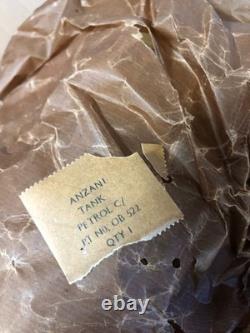 ANZANI
TANK
PETROL C/
PT NO. OB 522
QTY 1